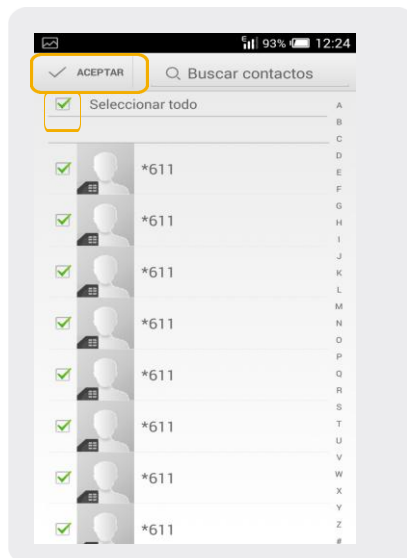 93% 12:24
ACEPTAR Buscar contactos
Seleccionar todo
A
B
C
D
*611
E
F
G
*611
H
I
J
*611
K
L
M
*611
N
O
P
*611
Q
R
S
*611
T
U
V
*611
W
X
Y
*611
Z
#